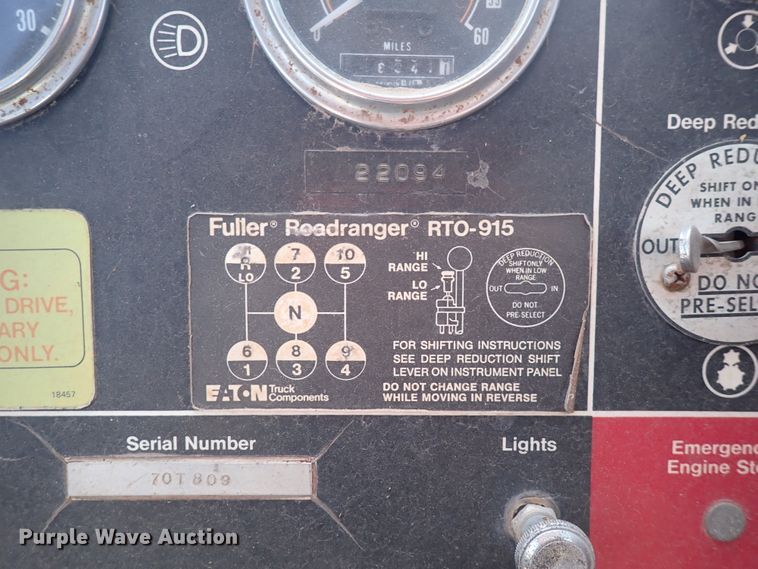 30
60
MILES
22094
Deep Red
DEEP REDU
SHIFT ON
WHEN IN
RANG
OUT
DO NO
PRE-SEL
Fuller® Roadranger® RTO-915
R
LO
7
2
10
5
N
6
1
8
3
9
4
HI
RANGE
LO
RANGE
DEEP REDUCTION
SHIFT ONLY
WHEN IN LOW
RANGE
OUT IN
DO NOT
PRE-SELECT
FOR SHIFTING INSTRUCTIONS
SEE DEEP REDUCTION SHIFT
LEVER ON INSTRUMENT PANEL
DO NOT CHANGE RANGE
WHILE MOVING IN REVERSE
EATON Truck
Components
G:
DRIVE,
ARY
ONLY.
18457
Serial Number
70T809
Lights
Emergenc
Engine Sto
Purple Wave Auction